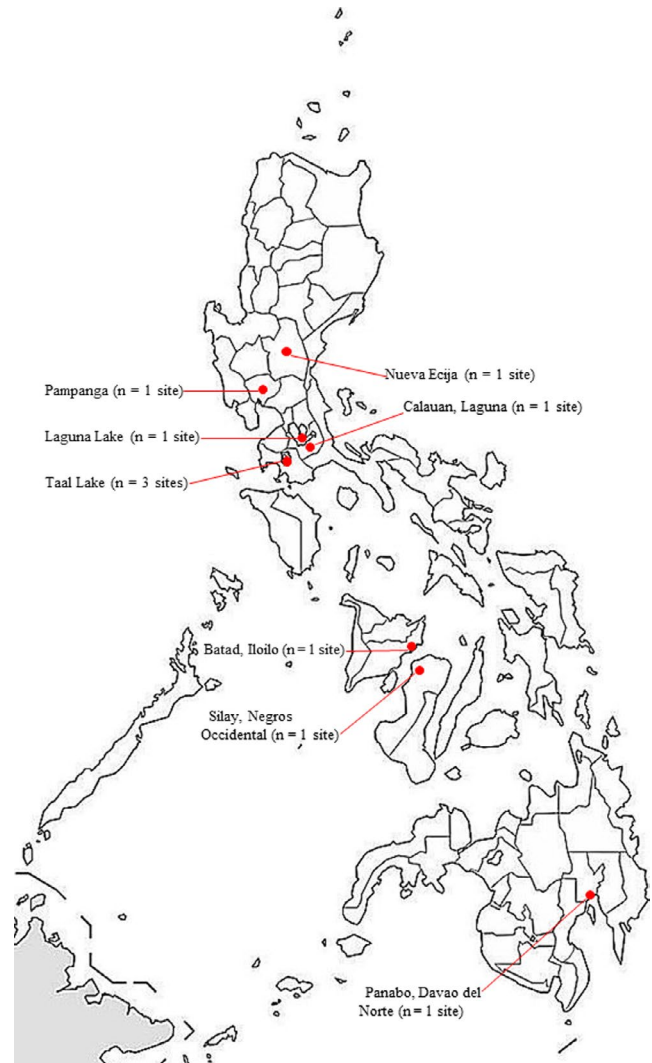 Nueva Ecija (n = 1 site)
Pampanga (n = 1 site)
Calauan, Laguna (n = 1 site)
Laguna Lake (n = 1 site)
Taal Lake (n = 3 sites)
Batad, Iloilo (n = 1 site)
Silay, Negros
Occidental (n = 1 site)
Panabo, Davao del
Norte (n = 1 site)